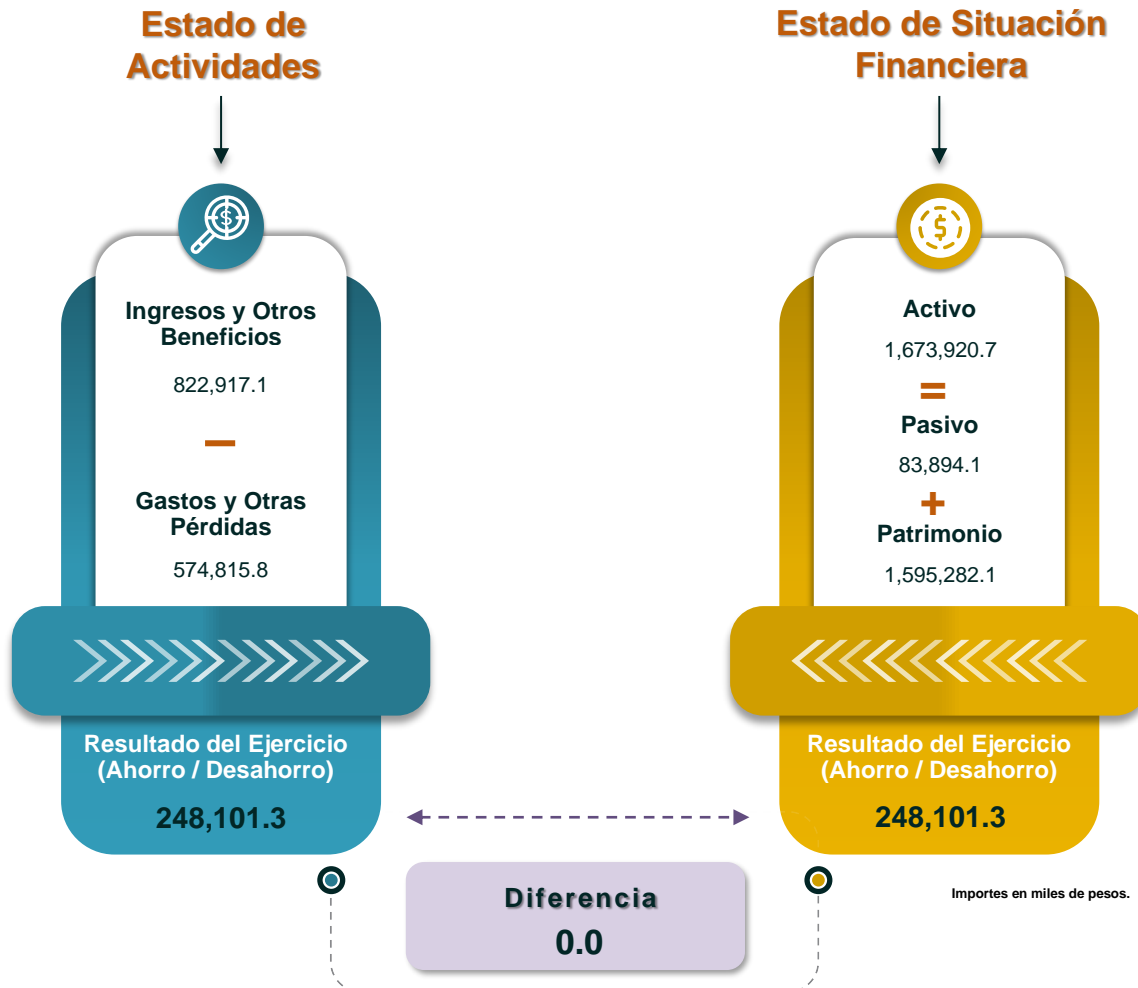 Estado de
Actividades
$
Ingresos y Otros
Beneficios
822,917.1
–
Gastos y Otras
Pérdidas
574,815.8
Resultado del Ejercicio
(Ahorro / Desahorro)
248,101.3
Estado de Situación
Financiera
$
Activo
1,673,920.7
=
Pasivo
83,894.1
+
Patrimonio
1,595,282.1
Resultado del Ejercicio
(Ahorro / Desahorro)
248,101.3
Diferencia
0.0
Importes en miles de pesos.